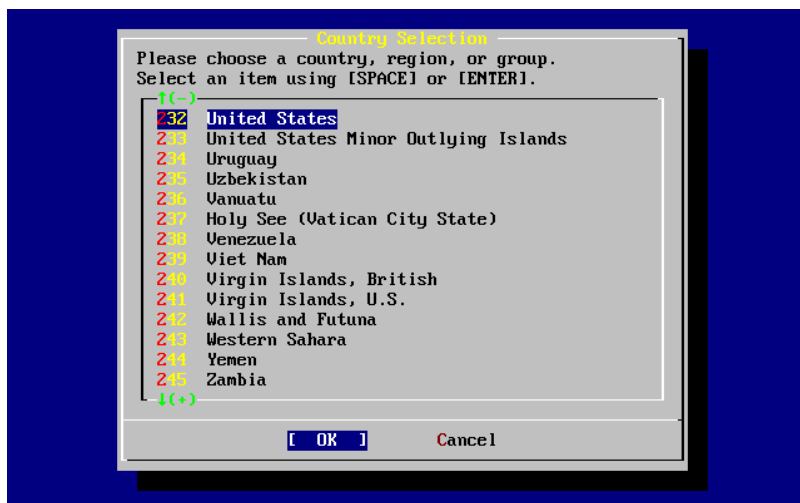 Country Selection
Please choose a country, region, or group.
Select an item using [SPACE] or [ENTER].
↑(-)
232 United States
233 United States Minor Outlying Islands
234 Uruguay
235 Uzbekistan
236 Vanuatu
237 Holy See (Vatican City State)
238 Venezuela
239 Viet Nam
240 Virgin Islands, British
241 Virgin Islands, U.S.
242 Wallis and Futuna
243 Western Sahara
244 Yemen
245 Zambia
↓(+)
[ OK ] Cancel